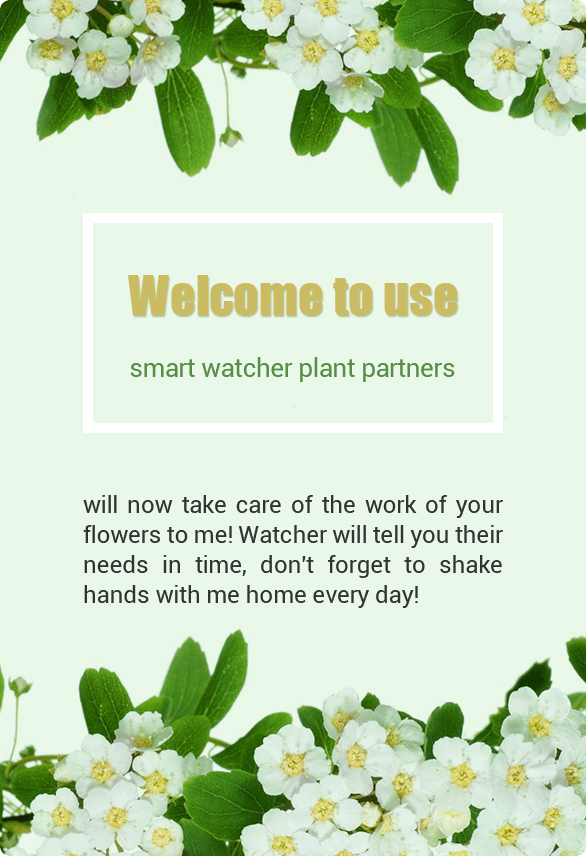 Welcome to use
smart watcher plant partners
will now take care of the work of your
flowers to me! Watcher will tell you their
needs in time, don't forget to shake
hands with me home every day!